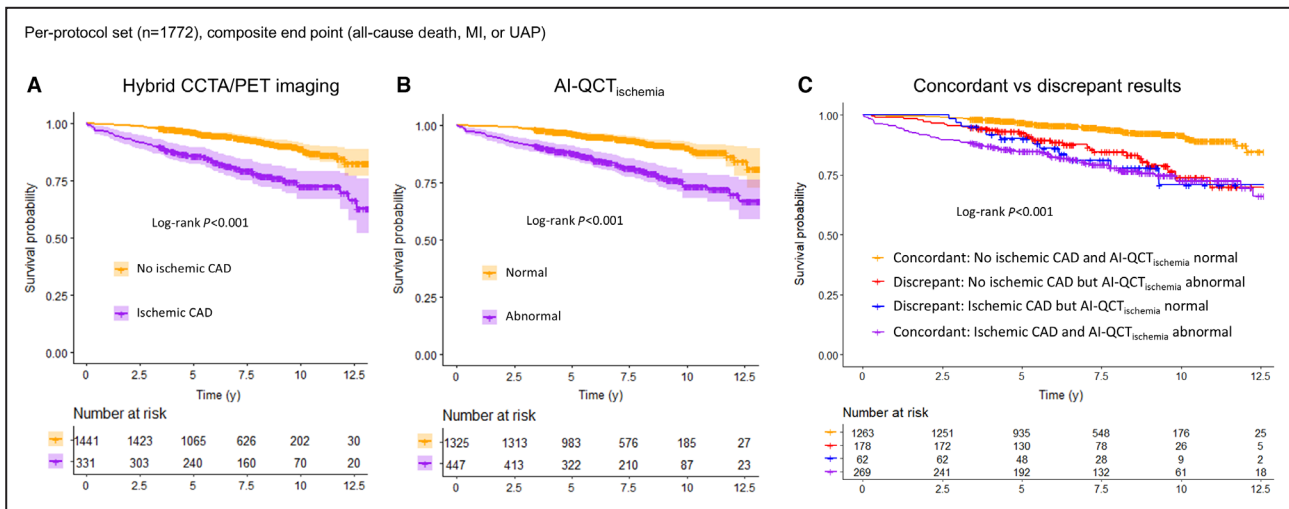 Per-protocol set (n=1772), composite end point (all-cause death, MI, or UAP)
A Hybrid CCTA/PET imaging
Survival probability
1.00
0.75
0.50
0.25
0.00
Log-rank P<0.001
No ischemic CAD
Ischemic CAD
0 2.5 5 7.5 10 12.5
Time (y)
Number at risk
1441 1423 1065 626 202 30
331 303 240 160 70 20
0 2.5 5 7.5 10 12.5
B AI-QCTischemia
Survival probability
1.00
0.75
0.50
0.25
0.00
Log-rank P<0.001
Normal
Abnormal
0 2.5 5 7.5 10 12.5
Time (y)
Number at risk
1325 1313 983 576 185 27
447 413 322 210 87 23
0 2.5 5 7.5 10 12.5
C Concordant vs discrepant results
Survival probability
1.00
0.75
0.50
0.25
0.00
Log-rank P<0.001
Concordant: No ischemic CAD and AI-QCTischemia normal
Discrepant: No ischemic CAD but AI-QCTischemia abnormal
Discrepant: Ischemic CAD but AI-QCTischemia normal
Concordant: Ischemic CAD and AI-QCTischemia abnormal
0 2.5 5 7.5 10 12.5
Time (y)
Number at risk
1263 1251 935 548 176 25
178 172 130 78 26 5
62 62 48 28 9 2
269 241 192 132 61 18
0 2.5 5 7.5 10 12.5